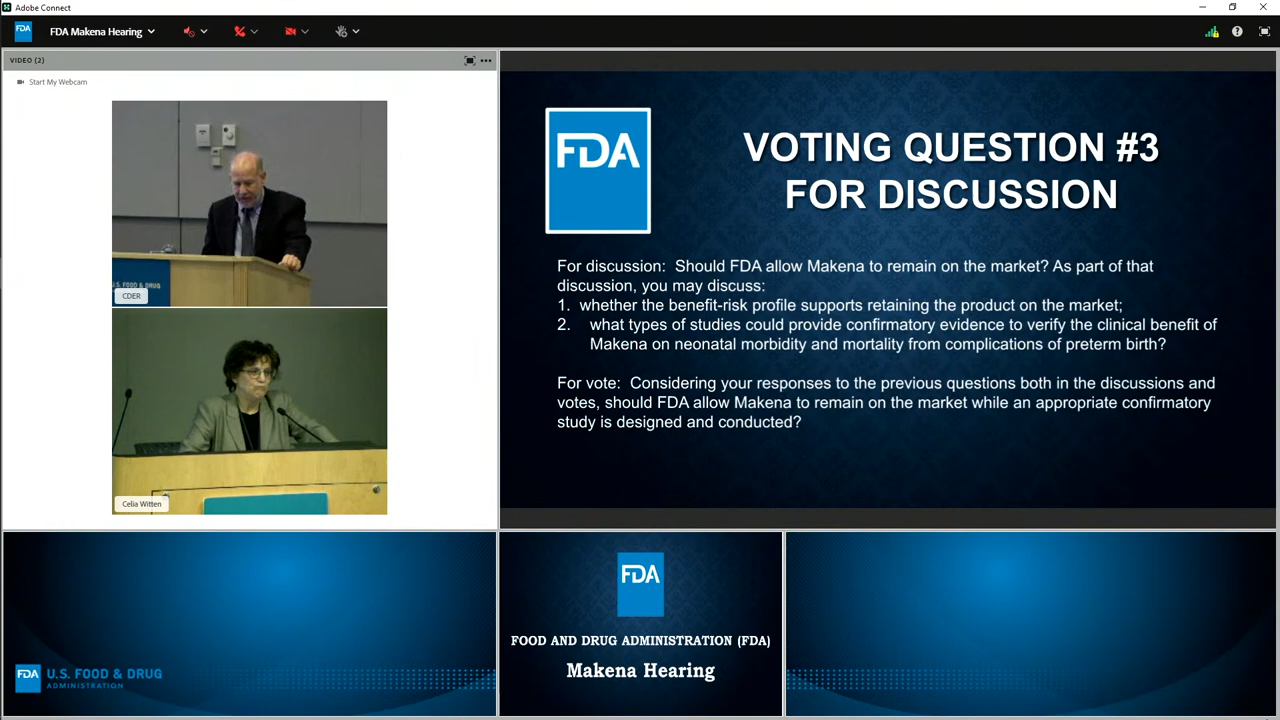 Adobe Connect
FDA
FDA Makena Hearing
VIDEO (2)
Start My Webcam
U.S. FOOD & DRUG
CDER
Celia Witten
FDA
VOTING QUESTION #3
FOR DISCUSSION
For discussion: Should FDA allow Makena to remain on the market? As part of that
discussion, you may discuss:
1. whether the benefit-risk profile supports retaining the product on the market;
2. what types of studies could provide confirmatory evidence to verify the clinical benefit of
Makena on neonatal morbidity and mortality from complications of preterm birth?
For vote: Considering your responses to the previous questions both in the discussions and
votes, should FDA allow Makena to remain on the market while an appropriate confirmatory
study is designed and conducted?
FDA
U.S. FOOD & DRUG
ADMINISTRATION
FDA
FOOD AND DRUG ADMINISTRATION (FDA)
Makena Hearing